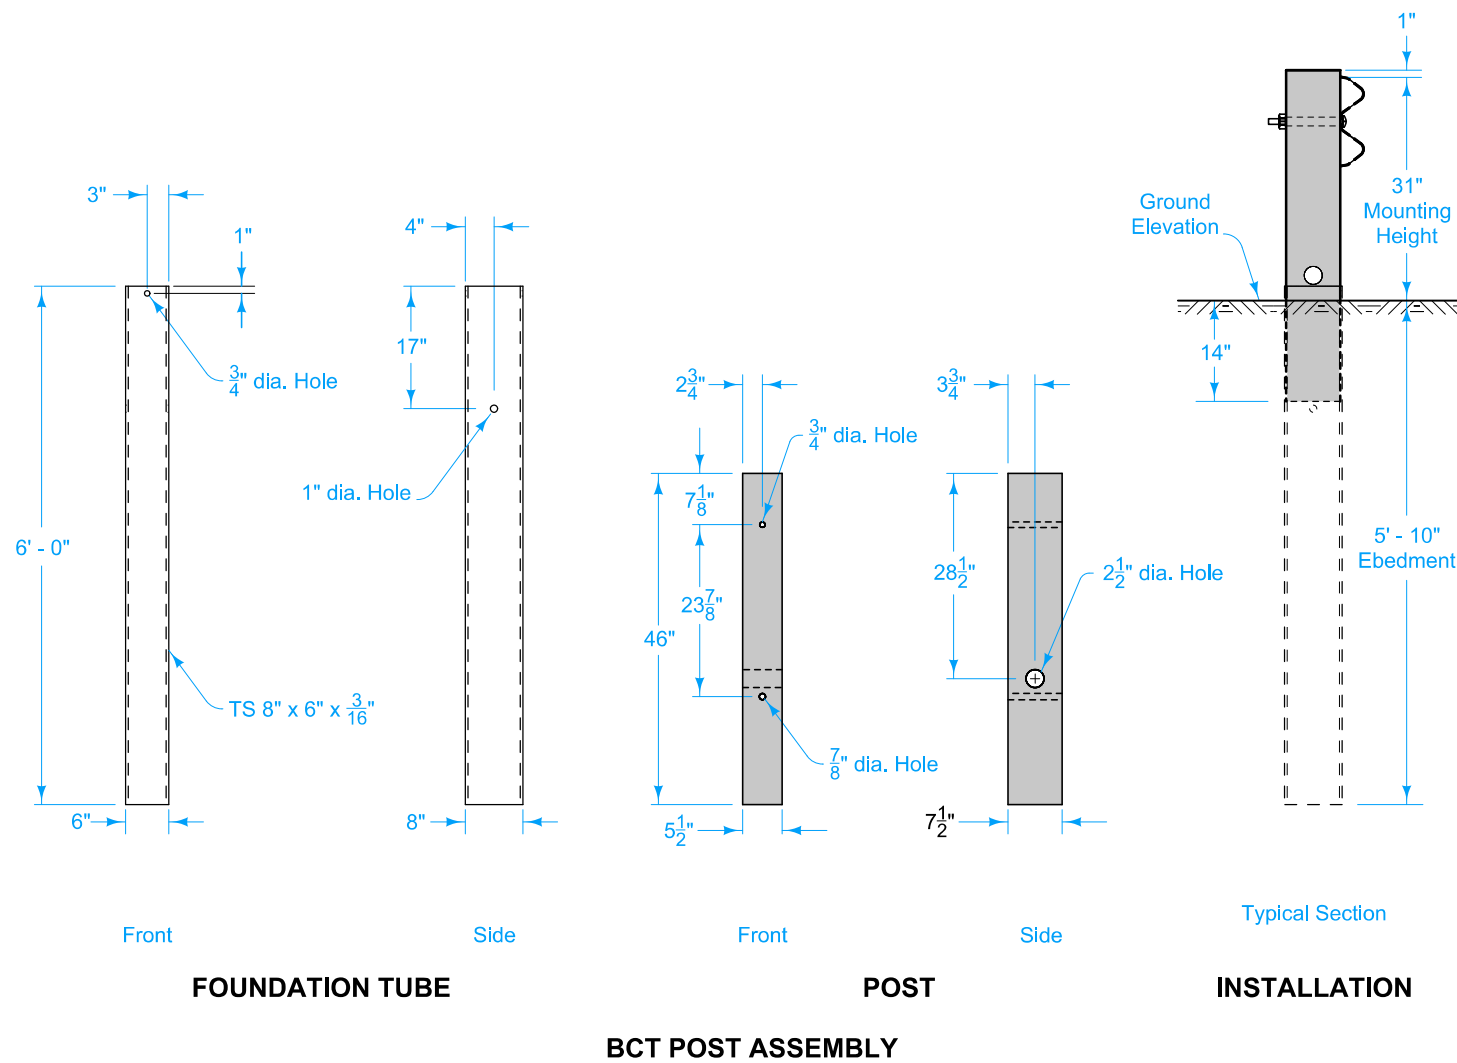 1"
3"
1"
4"
Ground
Elevation
31"
Mounting
Height
17"
14"
3/4" dia. Hole
2 3/4"
3 3/4"
3/4" dia. Hole
1" dia. Hole
7 1/8"
6' - 0"
5' - 10"
Ebedment
28 1/2"
2 1/2" dia. Hole
23 7/8"
46"
TS 8" x 6" x 3/16"
7/8" dia. Hole
6"
8"
5 1/2"
7 1/2"
Typical Section
Front
Side
Front
Side
FOUNDATION TUBE
POST
INSTALLATION
BCT POST ASSEMBLY